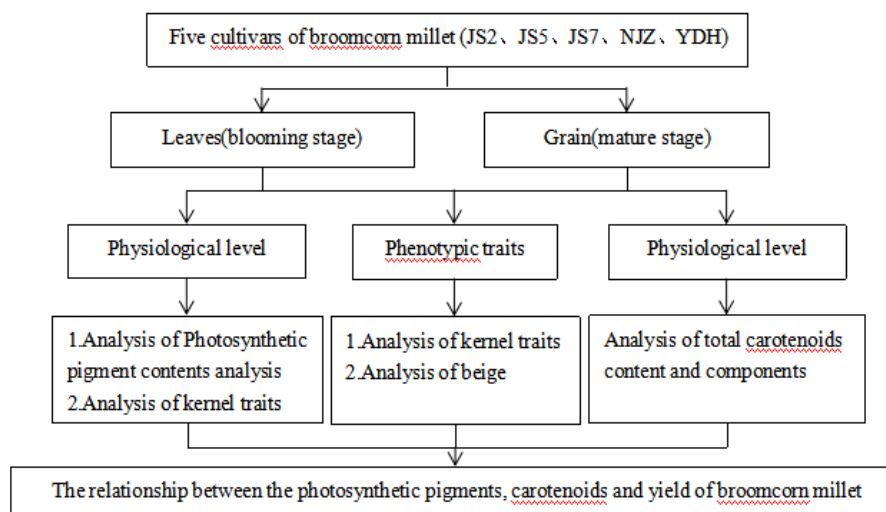 Five cultivars of broomcorn millet (JS2、JS5、JS7、NJZ、YDH)
Leaves(blooming stage)
Grain(mature stage)
Physiological level
Phenotypic traits
Physiological level
1.Analysis of Photosynthetic
pigment contents analysis
2.Analysis of kernel traits
1.Analysis of kernel traits
2.Analysis of beige
Analysis of total carotenoids
content and components
The relationship between the photosynthetic pigments, carotenoids and yield of broomcorn millet